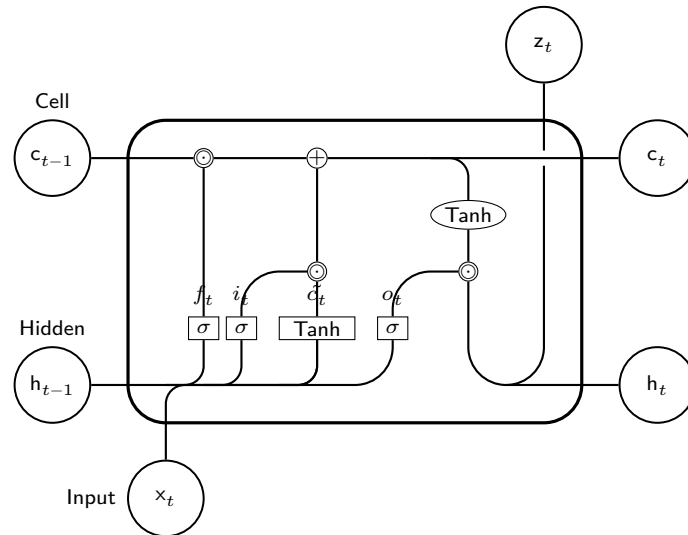 z_t
Cell
c_{t−1}
c_t
Tanh
f_t
i_t
c̃_t
o_t
σ
σ
Tanh
σ
Hidden
h_{t−1}
h_t
Input
x_t